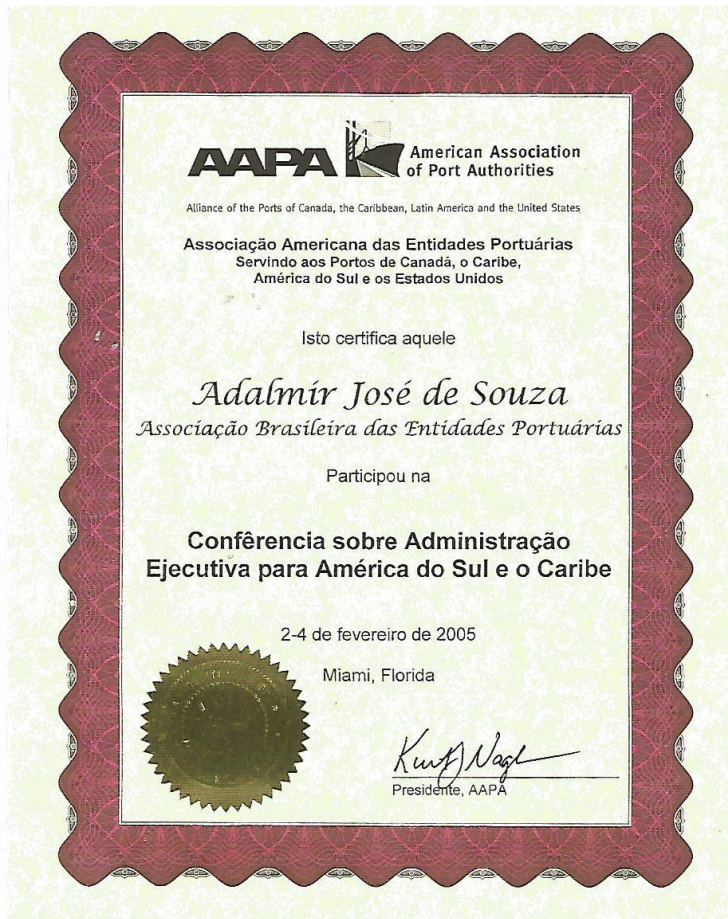 AAPA American Association
of Port Authorities
Alliance of the Ports of Canada, the Caribbean, Latin America and the United States
Associação Americana das Entidades Portuárias
Servindo aos Portos de Canadá, o Caribe,
América do Sul e os Estados Unidos
Isto certifica aquele
Adalmir José de Souza
Associação Brasileira das Entidades Portuárias
Participou na
Confêrencia sobre Administração
Ejecutiva para América do Sul e o Caribe
2-4 de fevereiro de 2005
Miami, Florida
Kurt J Nagle
Presidente, AAPA